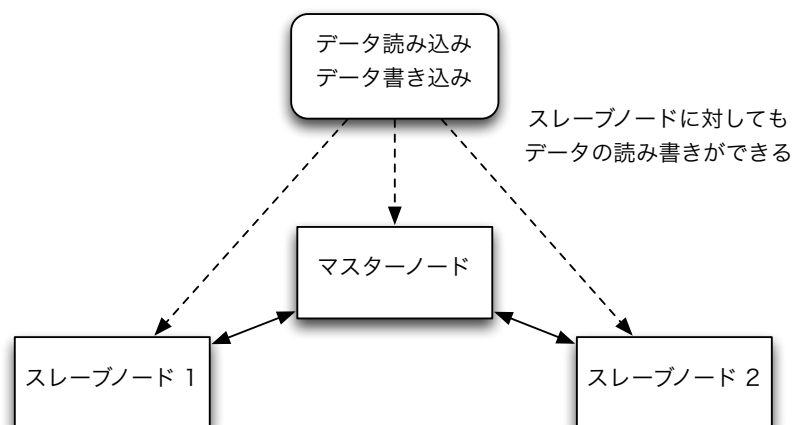 データ読み込み
データ書き込み
スレーブノードに対しても
データの読み書きができる
マスターノード
スレーブノード 1
スレーブノード 2